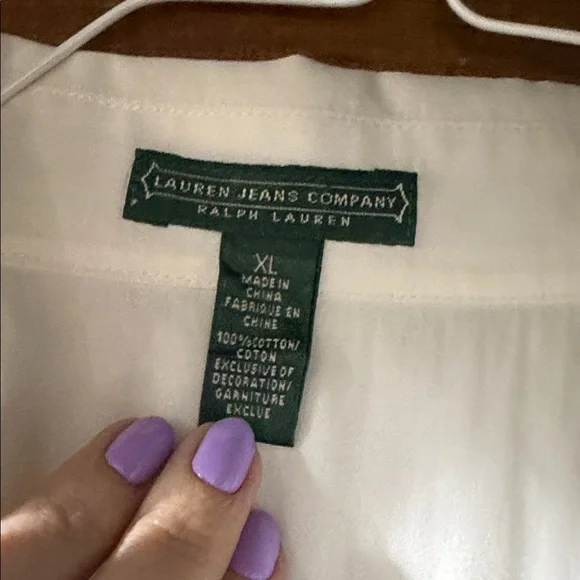 LAUREN JEANS COMPANY
RALPH LAUREN
XL
MADE IN
CHINA
FABRIQUE EN
CHINE
100% COTTON/
COTON
EXCLUSIVE OF
DECORATION/
GARNITURE
EXCLUE